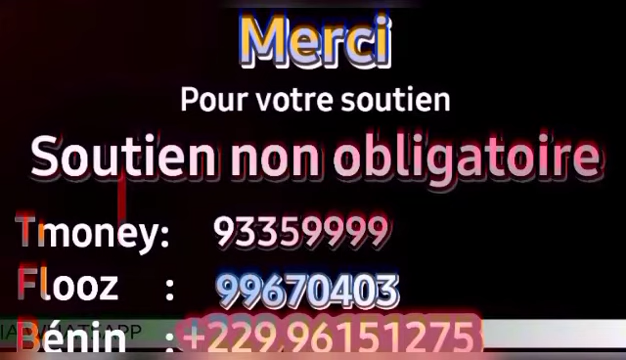 Merci
Pour votre soutien
Soutien non obligatoire
Tmoney: 93359999
Flooz : 99670403
Bénin : +229,96151275